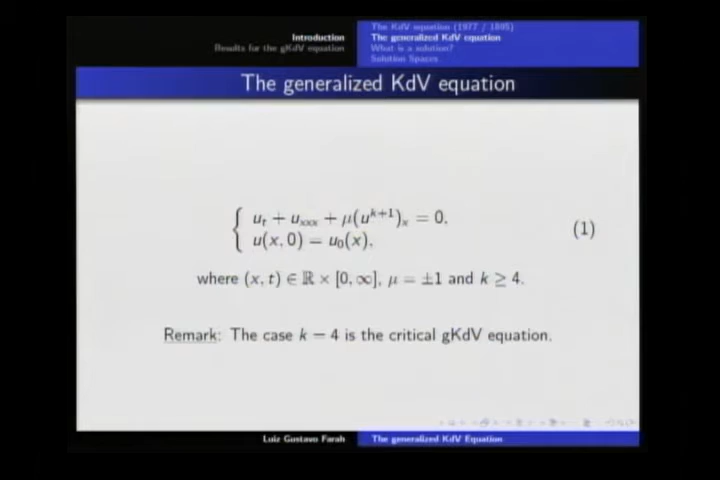 Introduction
Results for the gKdV equation
The KdV equation (1977 / 1895)
The generalized KdV equation
What is a solution?
Solution Spaces
The generalized KdV equation
{ u_t + u_xxx + μ(u^{k+1})_x = 0,
u(x, 0) = u_0(x),
(1)
where (x, t) ∈ ℝ × [0, ∞], μ = ±1 and k ≥ 4.
Remark: The case k = 4 is the critical gKdV equation.
Luiz Gustavo Farah
The generalized KdV Equation